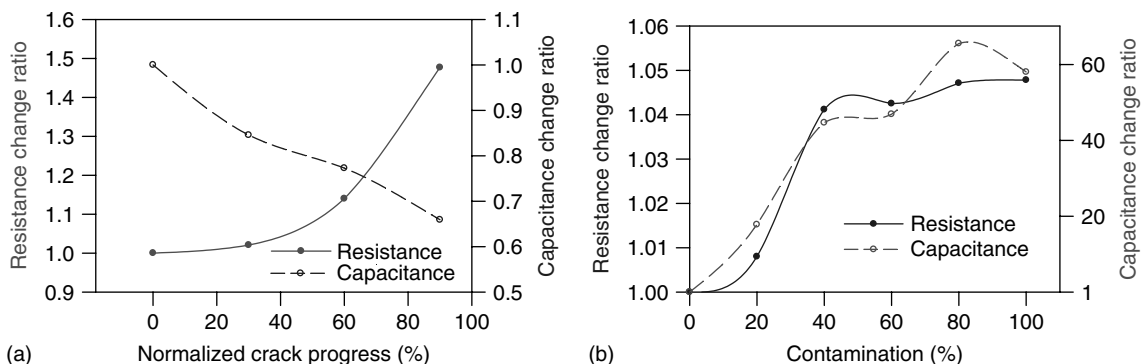 Resistance change ratio
1.6
1.5
1.4
1.3
1.2
1.1
1.0
0.9
1.1
1.0
0.9
0.8
0.7
0.6
0.5
Capacitance change ratio
Resistance
Capacitance
0 20 40 60 80 100
(a) Normalized crack progress (%)
Resistance change ratio
1.06
1.05
1.04
1.03
1.02
1.01
1.00
60
40
20
1
Capacitance change ratio
Resistance
Capacitance
0 20 40 60 80 100
(b) Contamination (%)